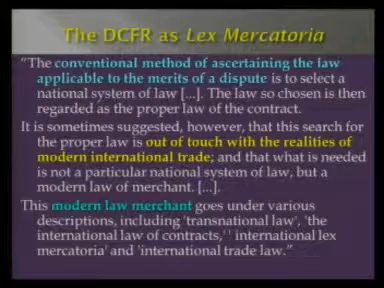 The DCFR as Lex Mercatoria
"The conventional method of ascertaining the law
applicable to the merits of a dispute is to select a
national system of law [...]. The law so chosen is then
regarded as the proper law of the contract.
It is sometimes suggested, however, that this search for
the proper law is out of touch with the realities of
modern international trade; and that what is needed
is not a particular national system of law, but a
modern law of merchant. [...].
This modern law merchant goes under various
descriptions, including 'transnational law', 'the
international law of contracts,' ' international lex
mercatoria' and 'international trade law."